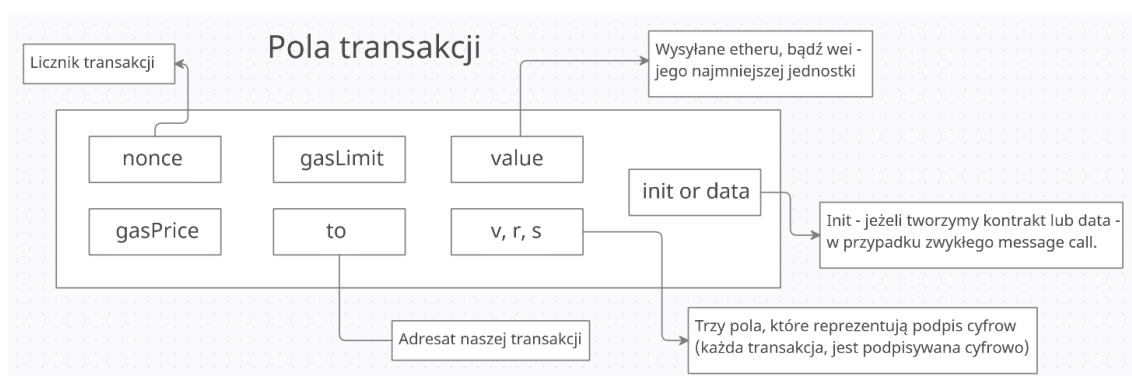 Pola transakcji
Licznik transakcji
Wysyłane etheru, bądź wei -
jego najmniejszej jednostki
nonce
gasLimit
value
init or data
gasPrice
to
v, r, s
Init - jeżeli tworzymy kontrakt lub data -
w przypadku zwykłego message call.
Adresat naszej transakcji
Trzy pola, które reprezentują podpis cyfrow
(każda transakcja, jest podpisywana cyfrowo)